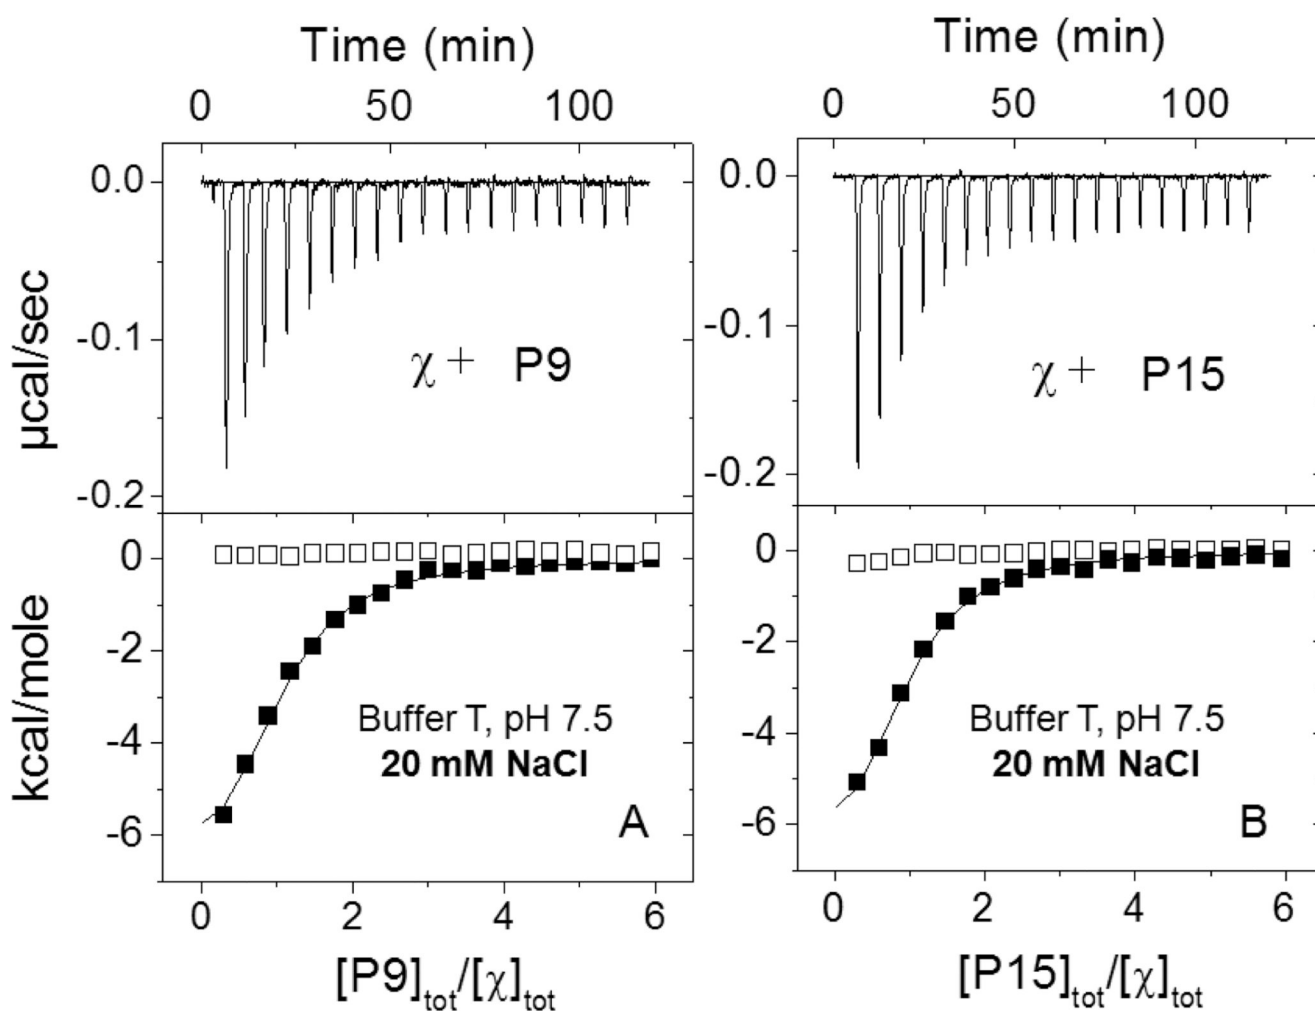 Time (min)
0 50 100
0.0
-0.1
-0.2
μcal/sec
χ + P9
0
-2
-4
-6
kcal/mole
Buffer T, pH 7.5
20 mM NaCl
A
0 2 4 6
[P9]tot/[χ]tot
Time (min)
0 50 100
0.0
-0.1
-0.2
χ + P15
0
-2
-4
-6
Buffer T, pH 7.5
20 mM NaCl
B
0 2 4 6
[P15]tot/[χ]tot